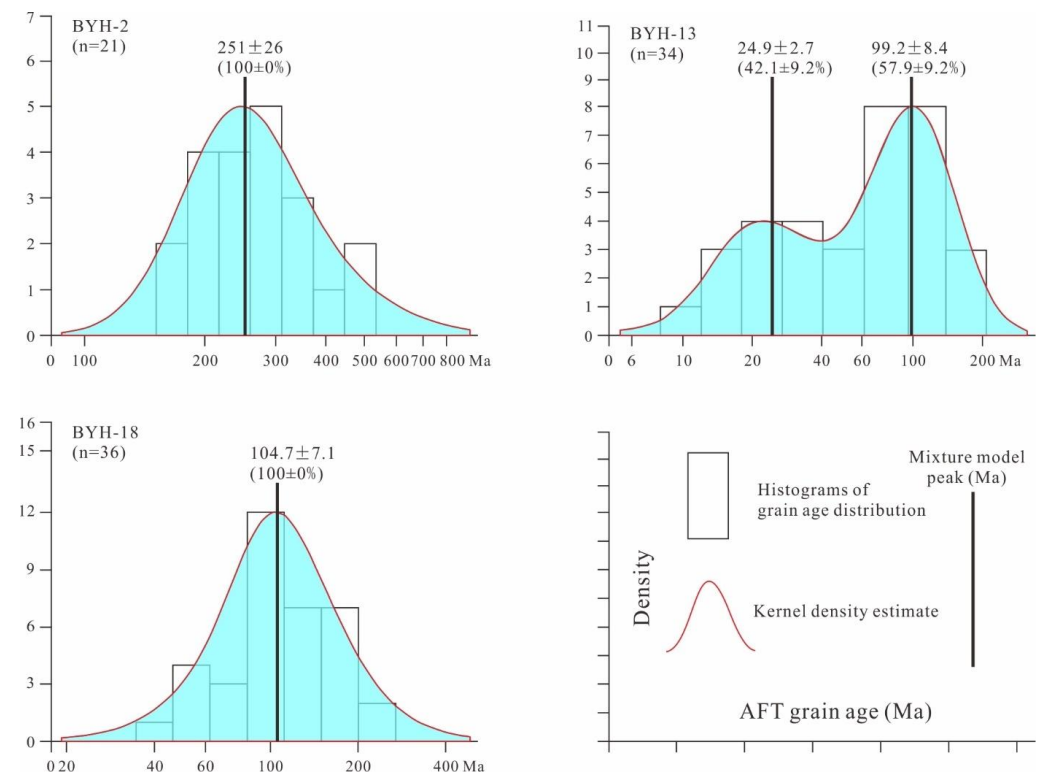 BYH-2
(n=21)
251±26
(100±0%)
7
6
5
4
3
2
1
0
0 100 200 300 400 500 600 700 800 Ma
BYH-13
(n=34)
24.9±2.7
(42.1±9.2%)
99.2±8.4
(57.9±9.2%)
11
10
9
8
7
6
5
4
3
2
1
0
0 6 10 20 40 60 100 200 Ma
BYH-18
(n=36)
104.7±7.1
(100±0%)
16
15
12
9
6
3
0
0 20 40 60 100 200 400 Ma
Mixture model
peak (Ma)
Histograms of
grain age distribution
Density
Kernel density estimate
AFT grain age (Ma)